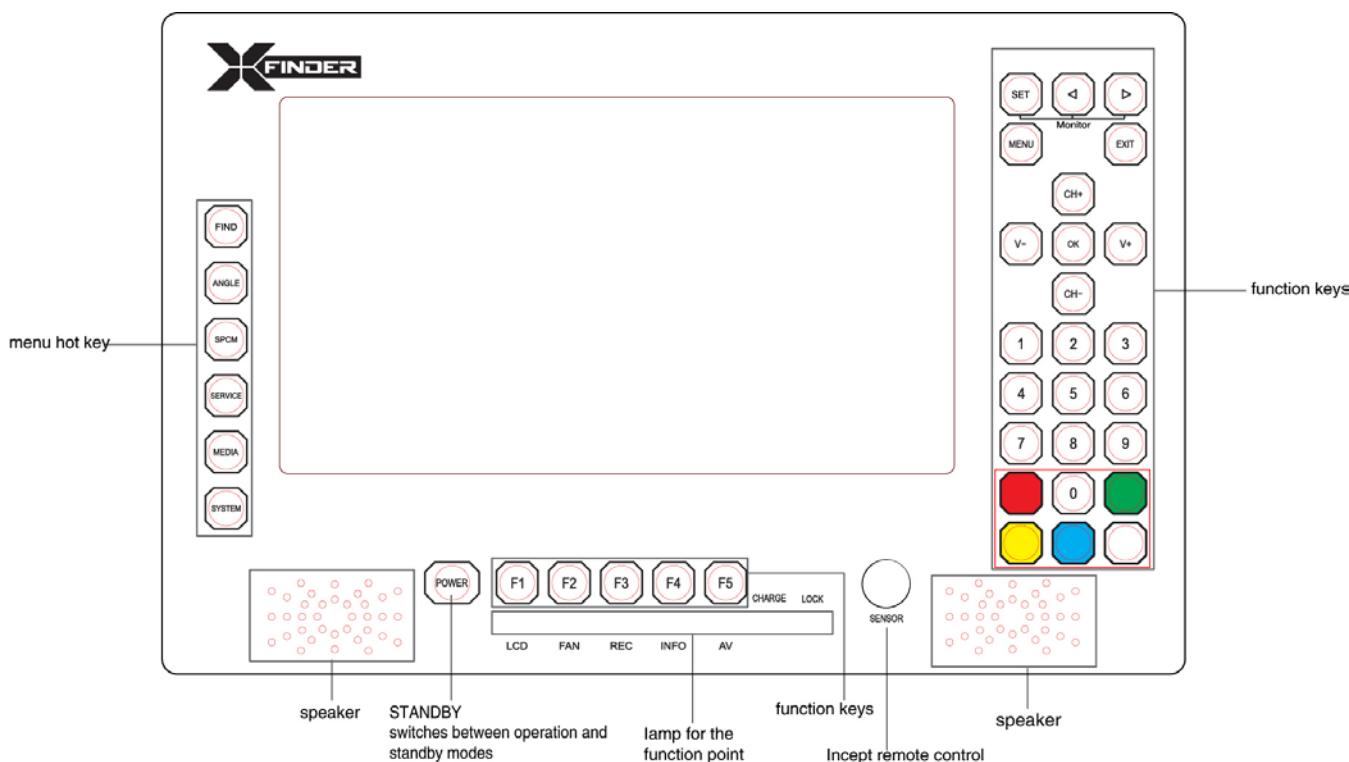 X FINDER
SET
◁
▷
Monitor
MENU
EXIT
CH+
V-
OK
V+
CH-
function keys
FIND
ANGLE
SPCM
SERVICE
MEDIA
SYSTEM
menu hot key
1
2
3
4
5
6
7
8
9
0
POWER
F1
F2
F3
F4
F5
CHARGE
LOCK
SENSOR
LCD
FAN
REC
INFO
AV
speaker
STANDBY
switches between operation and
standby modes
lamp for the
function point
function keys
Incept remote control
speaker